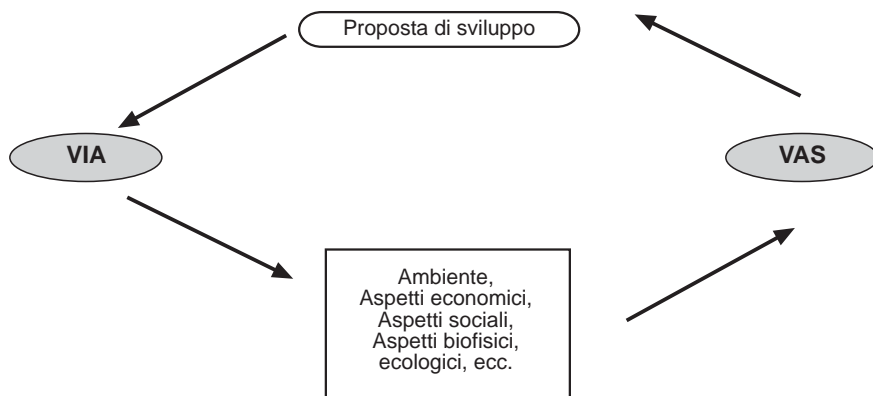 Proposta di sviluppo
VIA
VAS
Ambiente,
Aspetti economici,
Aspetti sociali,
Aspetti biofisici,
ecologici, ecc.